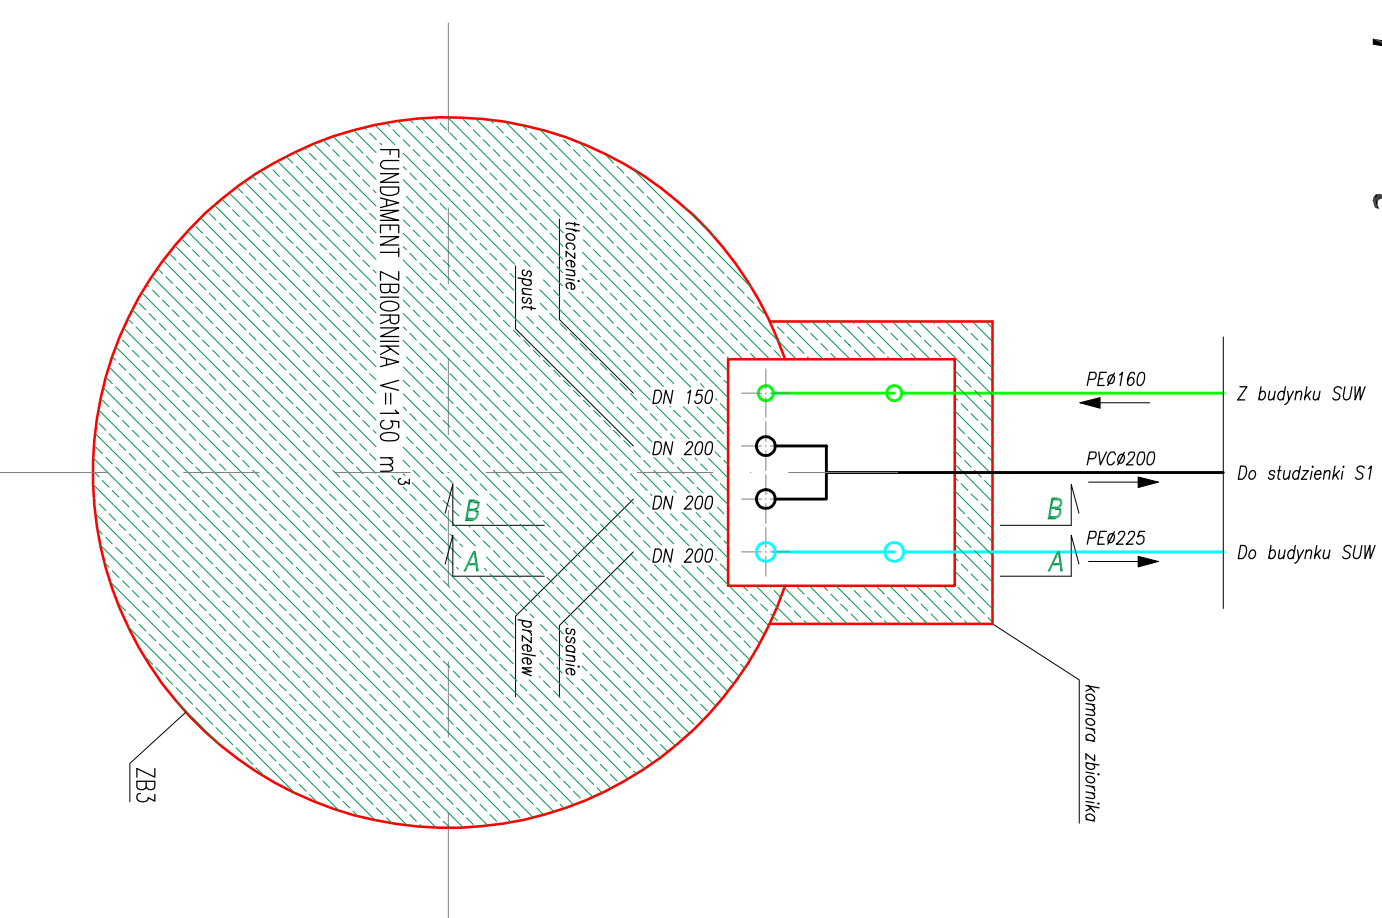 FUNDAMENT ZBIORNIKA V=150 m³
tłoczenie
spust
DN 150
DN 200
DN 200
DN 200
przelew
ssanie
B
A
B
A
PEø160
Z budynku SUW
PVCø200
Do studzienki S1
PEø225
Do budynku SUW
komora zbiornika
ZB3